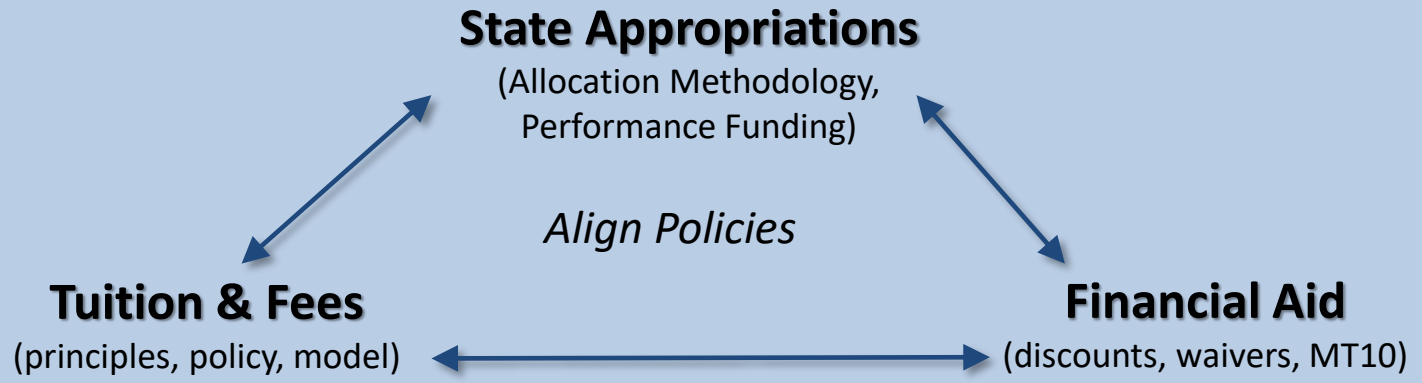 State Appropriations
(Allocation Methodology,
Performance Funding)
Align Policies
Tuition & Fees
(principles, policy, model)
Financial Aid
(discounts, waivers, MT10)